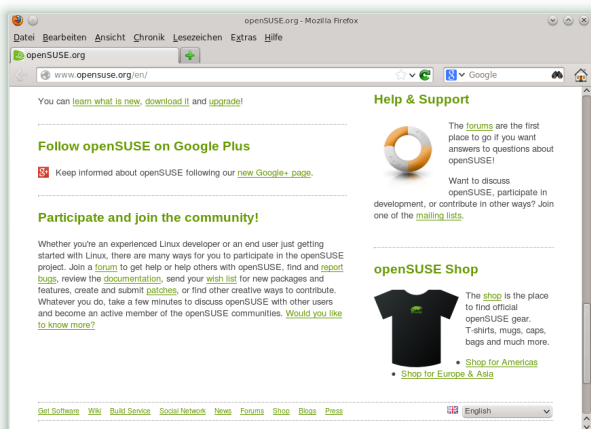 openSUSE.org - Mozilla Firefox
Datei Bearbeiten Ansicht Chronik Lesezeichen Extras Hilfe
openSUSE.org
www.opensuse.org/en/
Google
You can learn what is new, download it and upgrade!
Follow openSUSE on Google Plus
Keep informed about openSUSE following our new Google+ page.
Participate and join the community!
Whether you're an experienced Linux developer or an end user just getting
started with Linux, there are many ways for you to participate in the openSUSE
project. Join a forum to get help or help others with openSUSE, find and report
bugs, review the documentation, send your wish list for new packages and
features, create and submit patches, or find other creative ways to contribute.
Whatever you do, take a few minutes to discuss openSUSE with other users
and become an active member of the openSUSE communities. Would you like
to know more?
Help & Support
The forums are the first
place to go if you want
answers to questions about
openSUSE!
Want to discuss
openSUSE, participate in
development, or contribute in other ways? Join
one of the mailing lists.
openSUSE Shop
The shop is the place
to find official
openSUSE gear.
T-shirts, mugs, caps,
bags and much more.
Shop for Americas
Shop for Europe & Asia
Get Software Wiki Build Service Social Network News Forums Shop Blogs Press
English